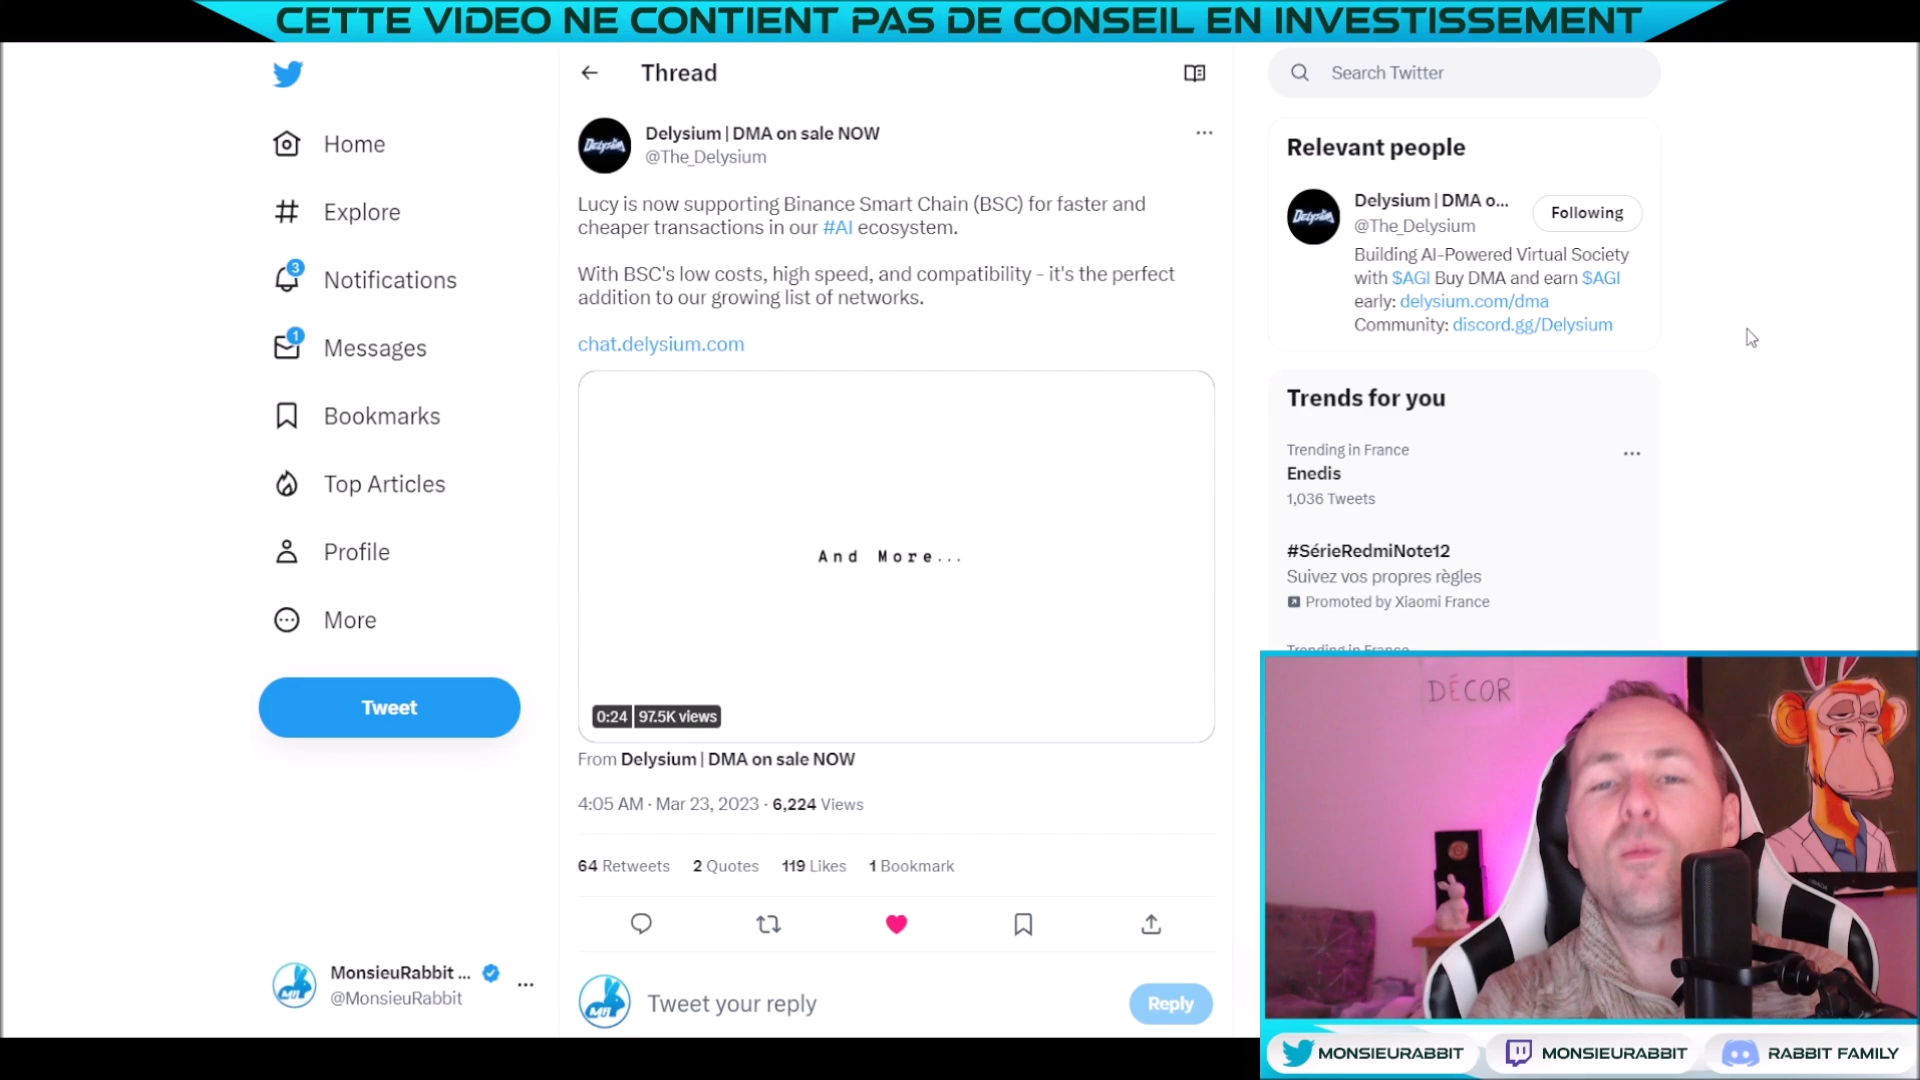 CETTE VIDEO NE CONTIENT PAS DE CONSEIL EN INVESTISSEMENT
Home
Explore
3
Notifications
1
Messages
Bookmarks
Top Articles
Profile
More
Tweet
MonsieuRabbit ...
@MonsieuRabbit
Thread
Delysium
Delysium | DMA on sale NOW
@The_Delysium
Lucy is now supporting Binance Smart Chain (BSC) for faster and
cheaper transactions in our #AI ecosystem.
With BSC's low costs, high speed, and compatibility - it's the perfect
addition to our growing list of networks.
chat.delysium.com
And More...
0:24 97.5K views
From Delysium | DMA on sale NOW
4:05 AM · Mar 23, 2023 · 6,224 Views
64 Retweets 2 Quotes 119 Likes 1 Bookmark
Tweet your reply
Reply
Search Twitter
Relevant people
Delysium
Delysium | DMA o...
@The_Delysium
Following
Building AI-Powered Virtual Society
with $AGI Buy DMA and earn $AGI
early: delysium.com/dma
Community: discord.gg/Delysium
Trends for you
Trending in France
Enedis
1,036 Tweets
#SérieRedmiNote12
Suivez vos propres règles
Promoted by Xiaomi France
Trending in France
DÉCOR
MONSIEURABBIT
MONSIEURABBIT
RABBIT FAMILY